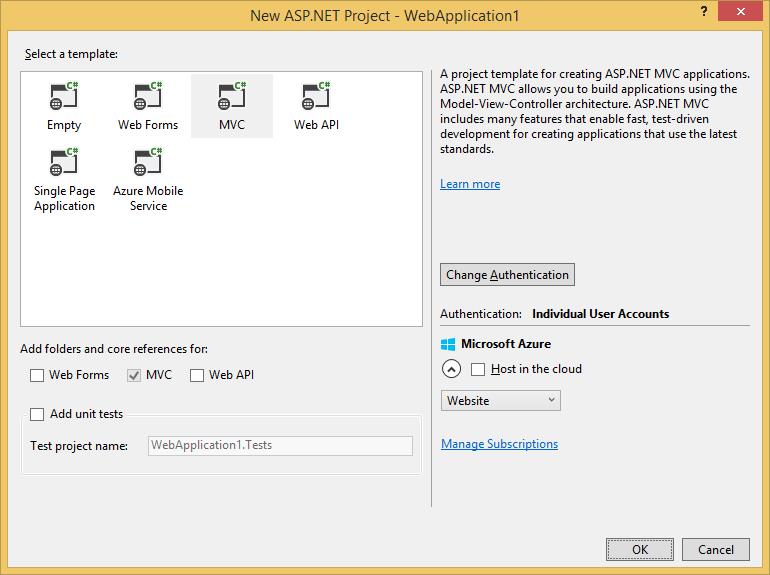 New ASP.NET Project - WebApplication1
?
Select a template:
C# C# C# C#
Empty Web Forms MVC Web API
C# C#
Single Page
Application
Azure Mobile
Service
Add folders and core references for:
Web Forms MVC Web API
Add unit tests
Test project name: WebApplication1.Tests
A project template for creating ASP.NET MVC applications.
ASP.NET MVC allows you to build applications using the
Model-View-Controller architecture. ASP.NET MVC
includes many features that enable fast, test-driven
development for creating applications that use the latest
standards.
Learn more
Change Authentication
Authentication: Individual User Accounts
Microsoft Azure
Host in the cloud
Website
Manage Subscriptions
OK Cancel